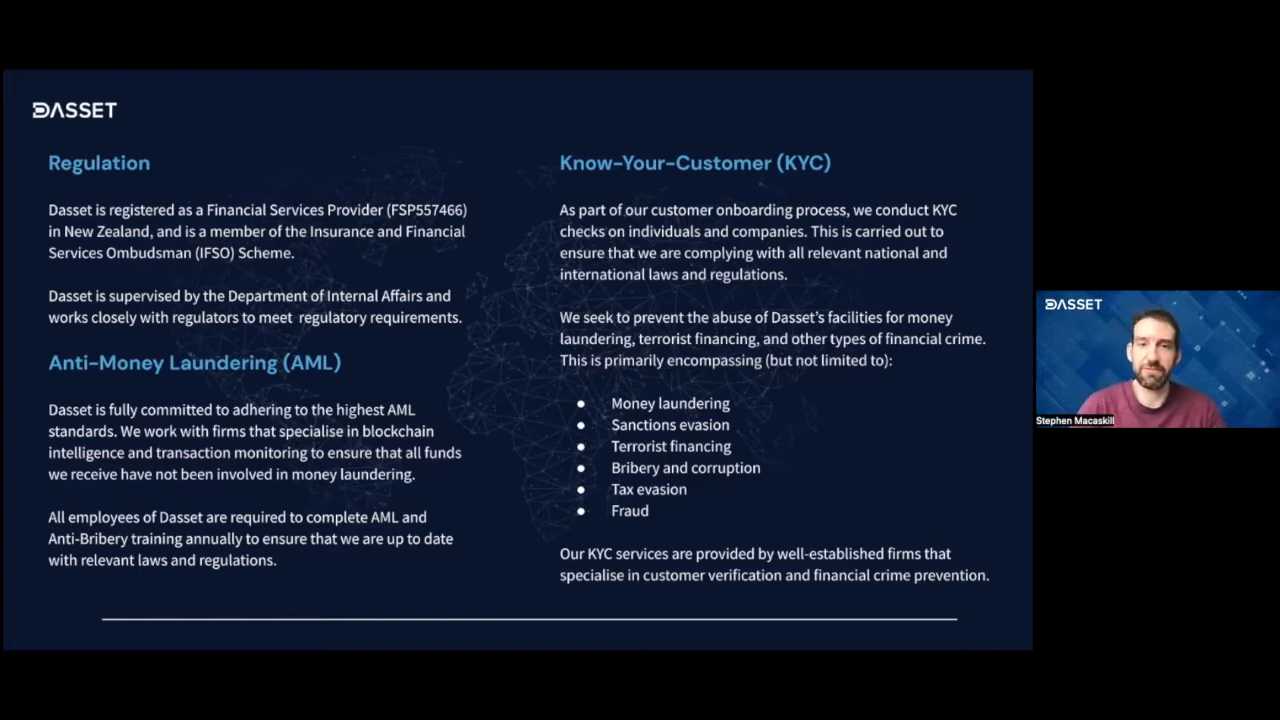 DASSET
Regulation
Dasset is registered as a Financial Services Provider (FSP557466)
in New Zealand, and is a member of the Insurance and Financial
Services Ombudsman (IFSO) Scheme.
Dasset is supervised by the Department of Internal Affairs and
works closely with regulators to meet regulatory requirements.
Anti-Money Laundering (AML)
Dasset is fully committed to adhering to the highest AML
standards. We work with firms that specialise in blockchain
intelligence and transaction monitoring to ensure that all funds
we receive have not been involved in money laundering.
All employees of Dasset are required to complete AML and
Anti-Bribery training annually to ensure that we are up to date
with relevant laws and regulations.
Know-Your-Customer (KYC)
As part of our customer onboarding process, we conduct KYC
checks on individuals and companies. This is carried out to
ensure that we are complying with all relevant national and
international laws and regulations.
We seek to prevent the abuse of Dasset's facilities for money
laundering, terrorist financing, and other types of financial crime.
This is primarily encompassing (but not limited to):
● Money laundering
● Sanctions evasion
● Terrorist financing
● Bribery and corruption
● Tax evasion
● Fraud
Our KYC services are provided by well-established firms that
specialise in customer verification and financial crime prevention.
DASSET
Stephen Macaskill